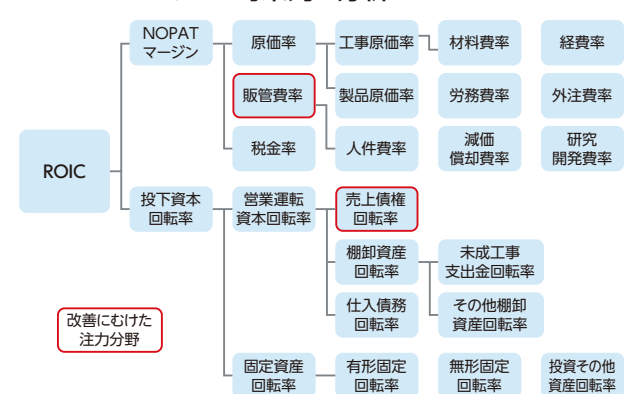 NOPAT
マージン
原価率
工事原価率
材料費率
経費率
販管費率
製品原価率
労務費率
外注費率
税金率
人件費率
減価
償却費率
研究
開発費率
ROIC
投下資本
回転率
営業運転
資本回転率
売上債権
回転率
棚卸資産
回転率
未成工事
支出金回転率
仕入債務
回転率
その他棚卸
資産回転率
改善にむけた
注力分野
固定資産
回転率
有形固定
回転率
無形固定
回転率
投資その他
資産回転率